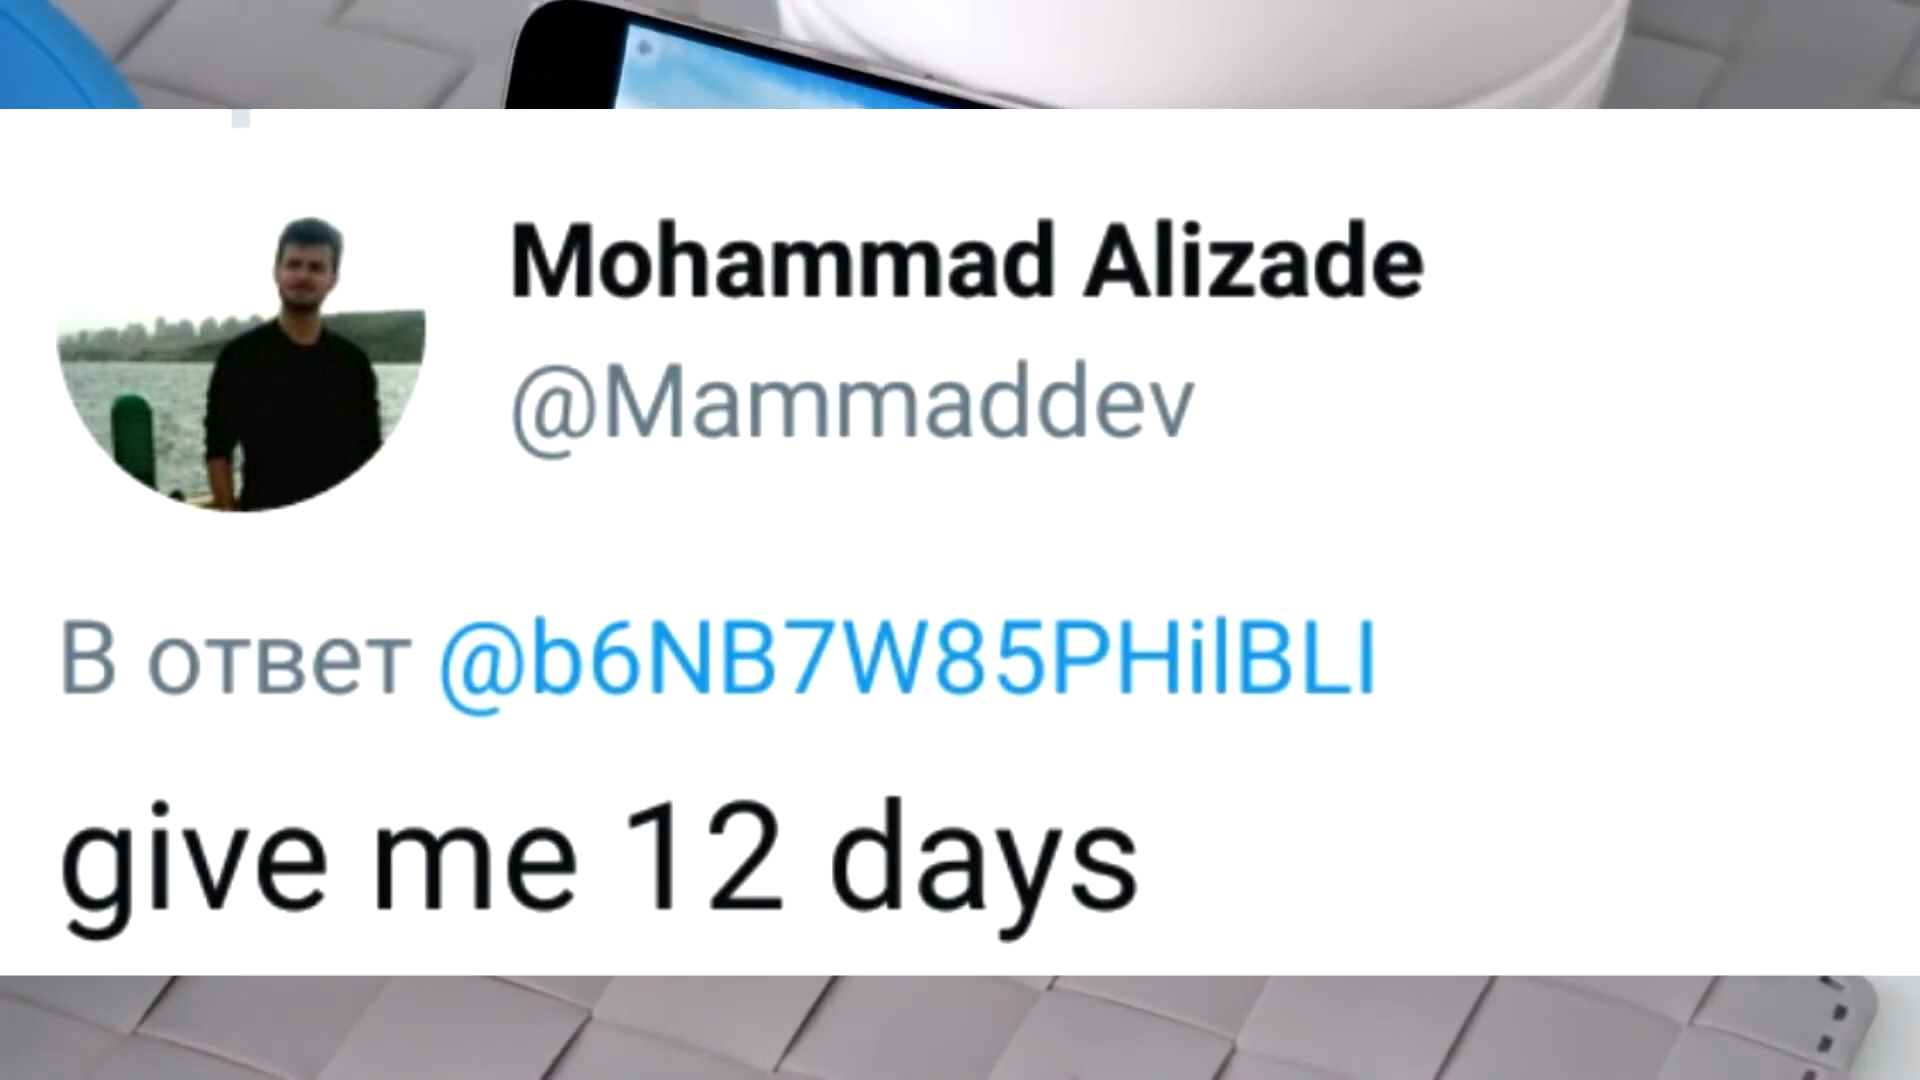 Mohammad Alizade
@Mammaddev
В ответ @b6NB7W85PHilBLI
give me 12 days